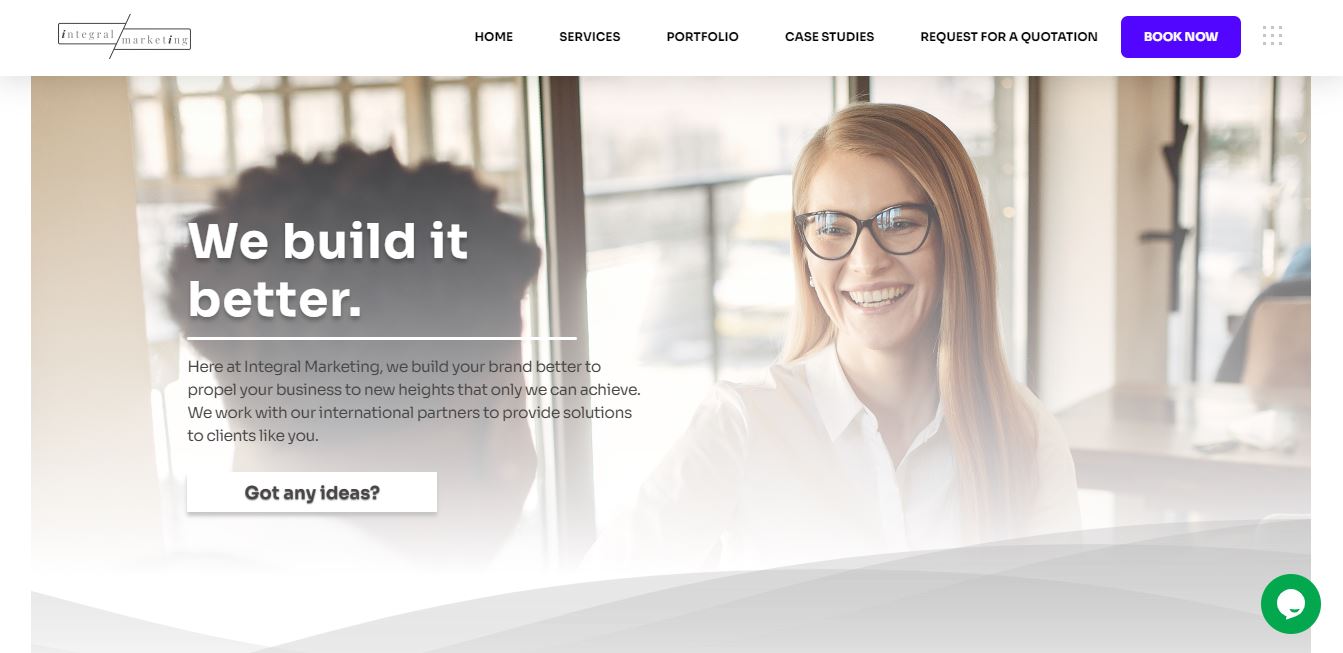 integral marketing
HOME SERVICES PORTFOLIO CASE STUDIES REQUEST FOR A QUOTATION BOOK NOW
We build it
better.
Here at Integral Marketing, we build your brand better to
propel your business to new heights that only we can achieve.
We work with our international partners to provide solutions
to clients like you.
Got any ideas?